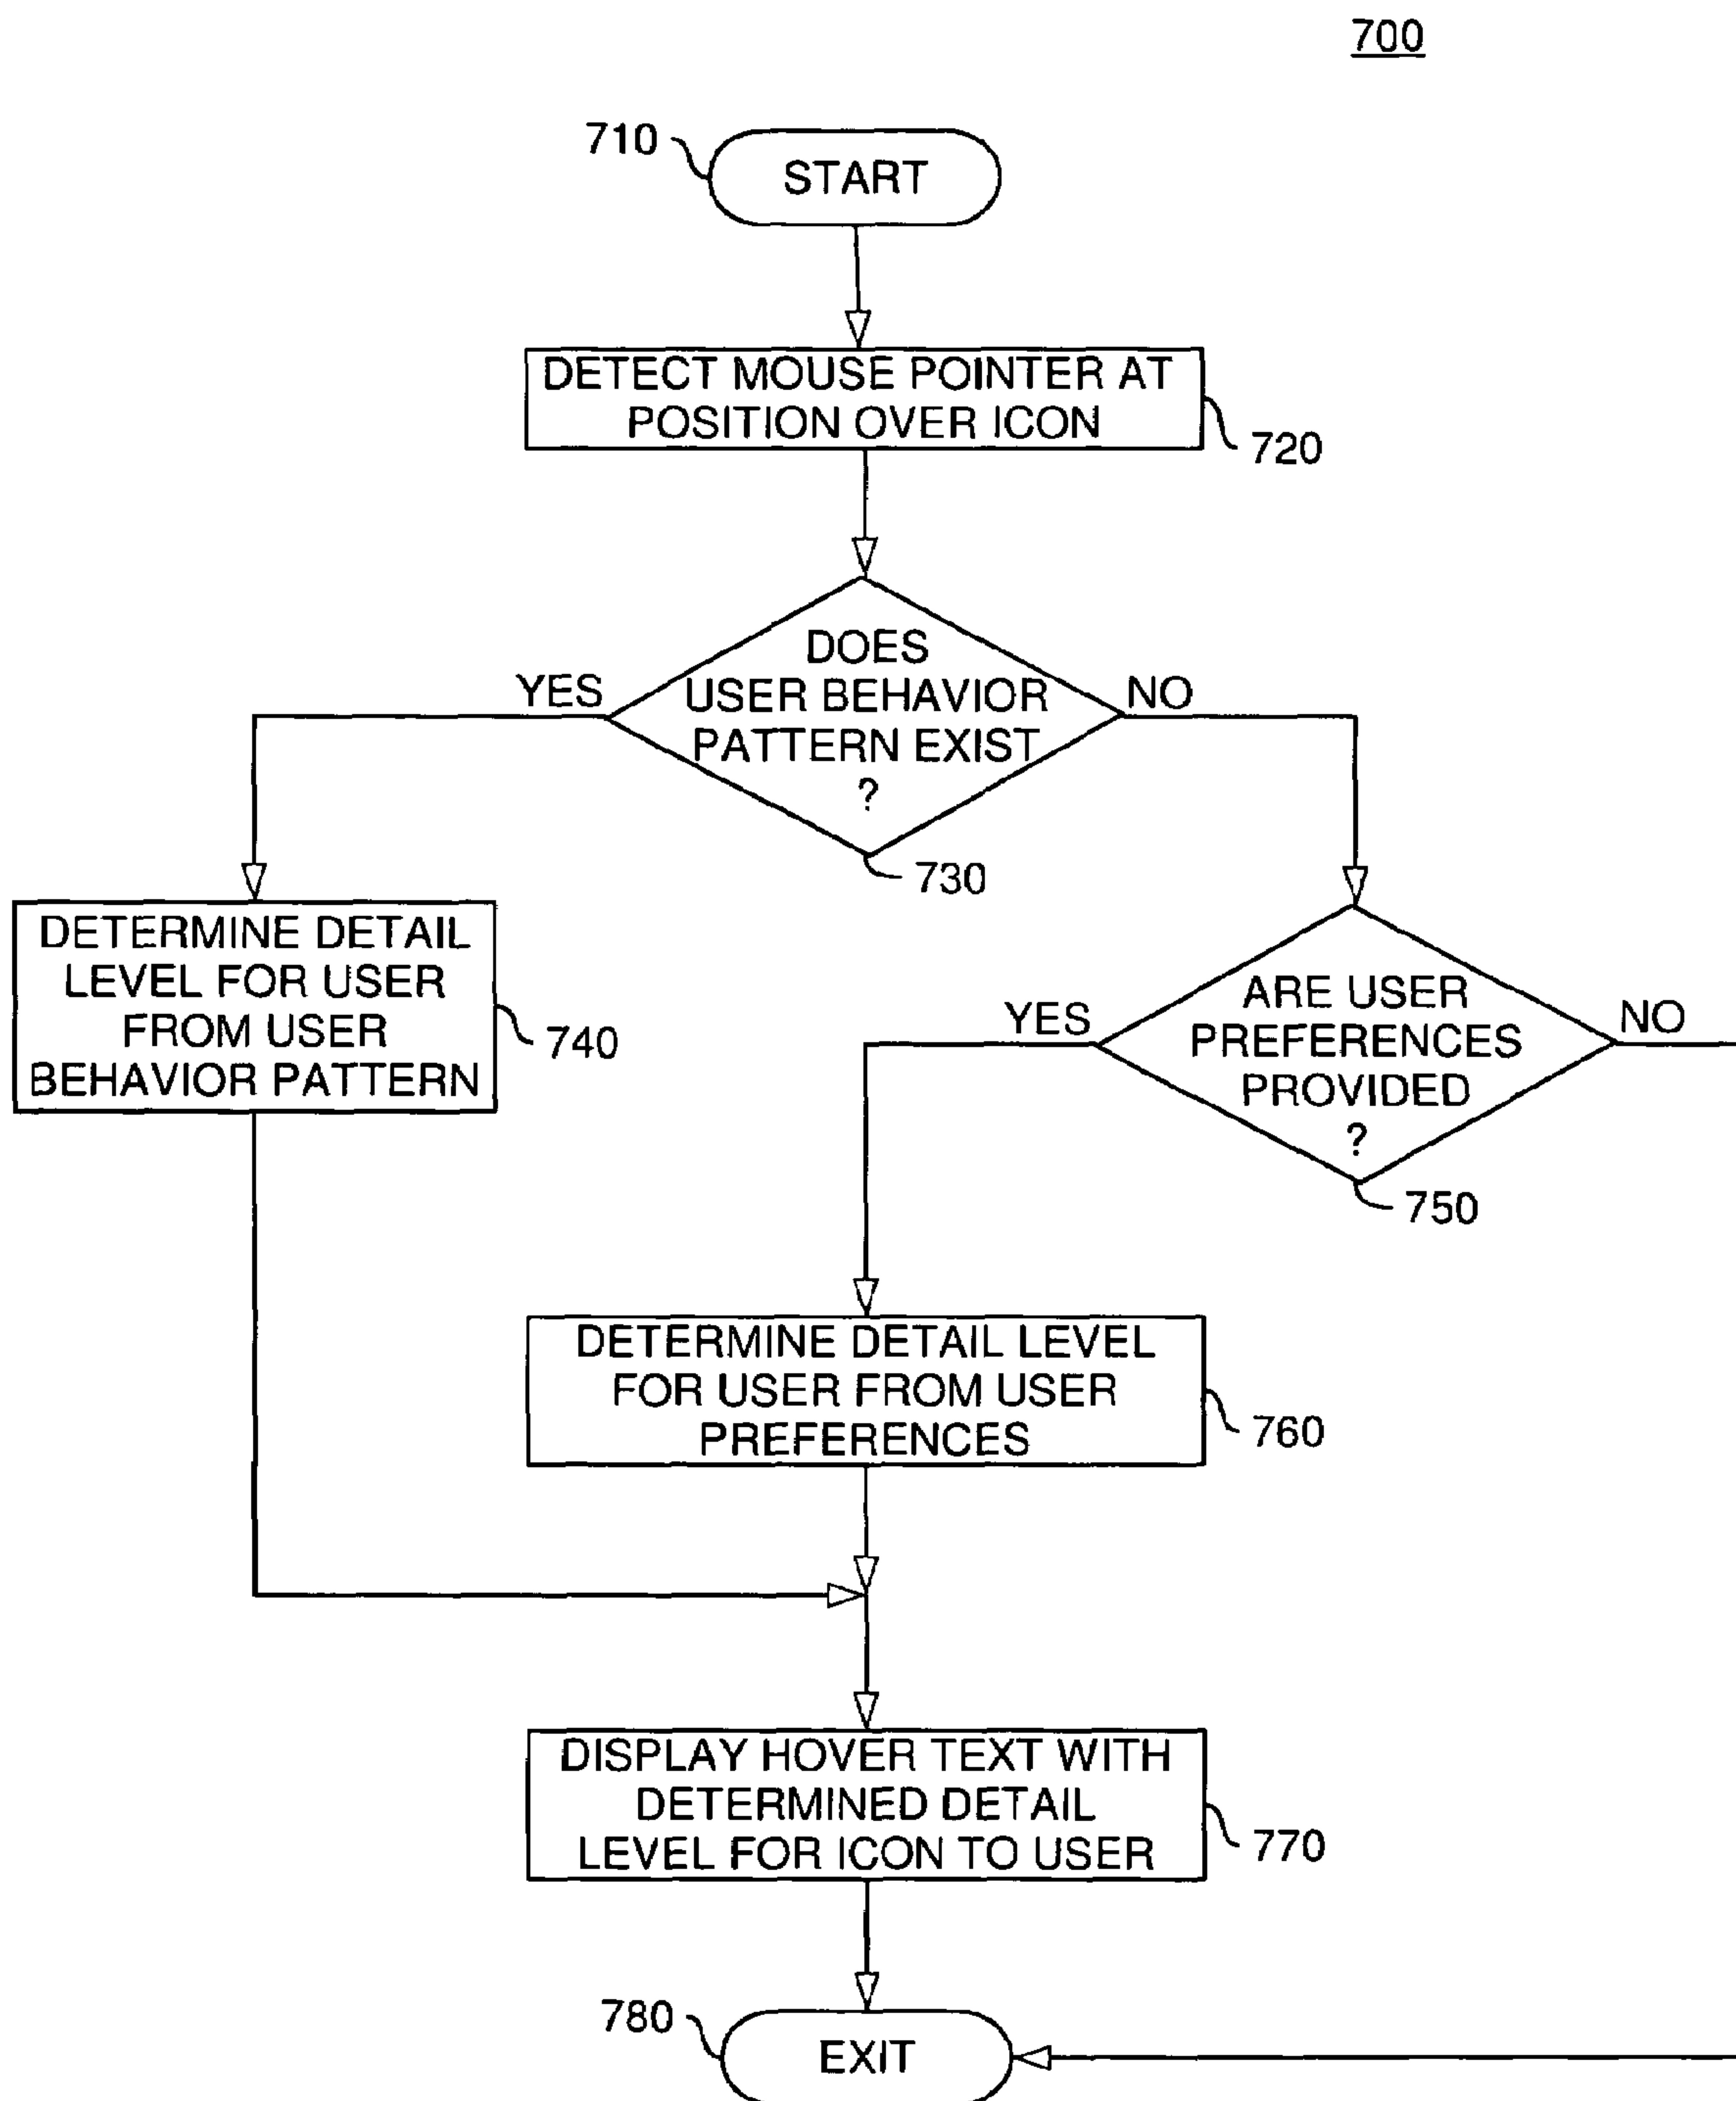 700
710
START
DETECT MOUSE POINTER AT
POSITION OVER ICON
720
DOES
USER BEHAVIOR
PATTERN EXIST
?
YES
NO
730
DETERMINE DETAIL
LEVEL FOR USER
FROM USER
BEHAVIOR PATTERN
740
ARE USER
PREFERENCES
PROVIDED
?
YES
NO
750
DETERMINE DETAIL LEVEL
FOR USER FROM USER
PREFERENCES
760
DISPLAY HOVER TEXT WITH
DETERMINED DETAIL
LEVEL FOR ICON TO USER
770
780
EXIT